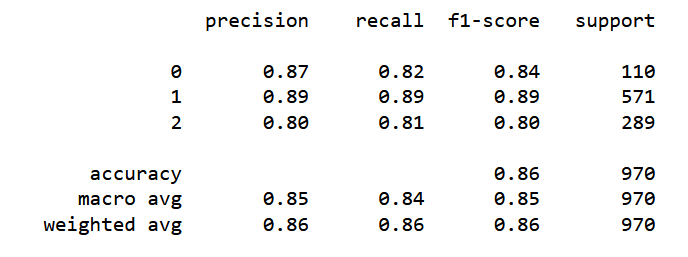 precision recall f1-score support
0 0.87 0.82 0.84 110
1 0.89 0.89 0.89 571
2 0.80 0.81 0.80 289
accuracy 0.86 970
macro avg 0.85 0.84 0.85 970
weighted avg 0.86 0.86 0.86 970